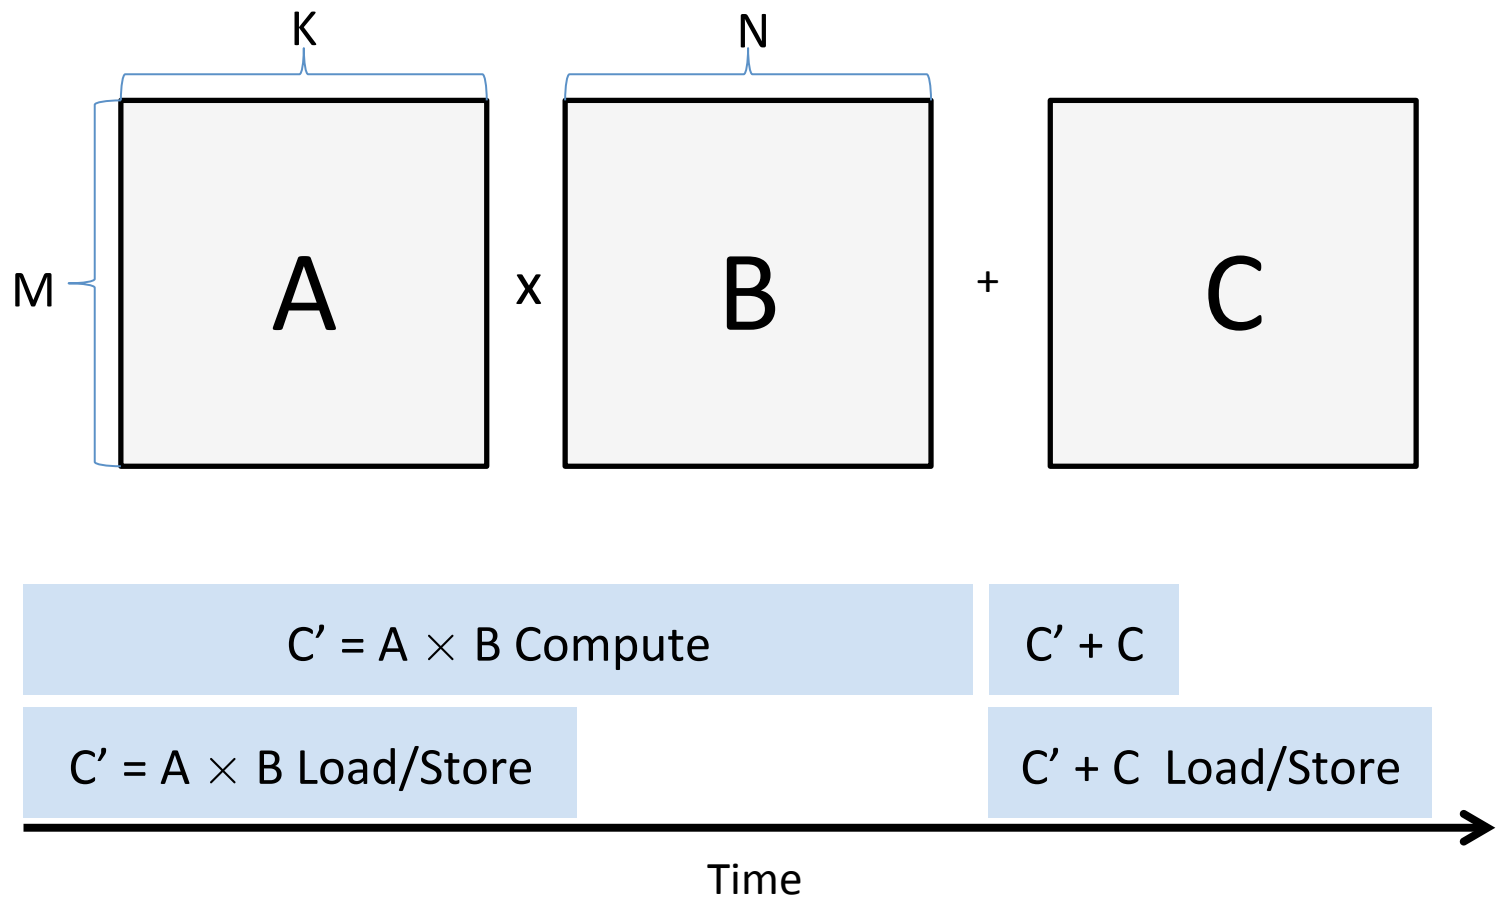 K
N
M
A
x
B
+
C
C’ = A × B Compute
C’ + C
C’ = A × B Load/Store
C’ + C Load/Store
Time